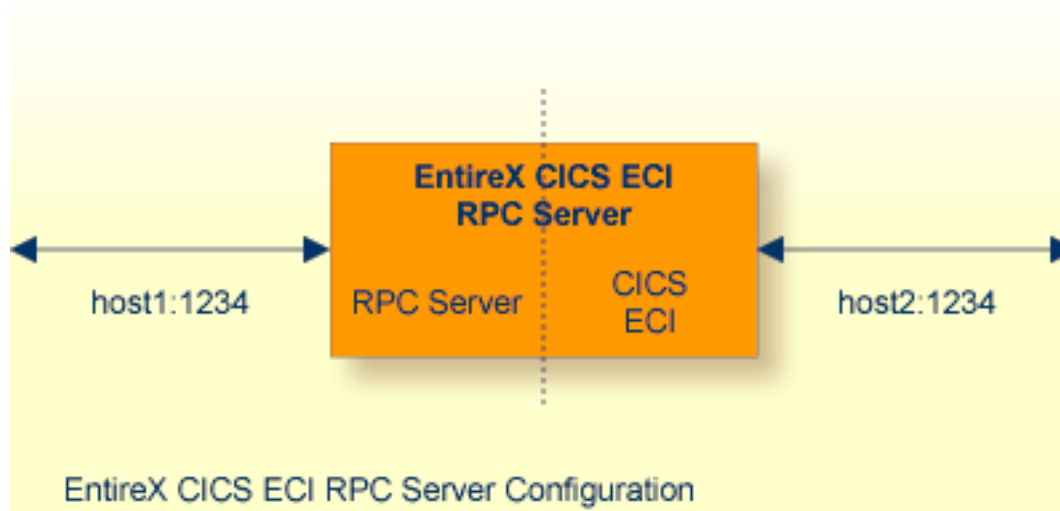 EntireX CICS ECI
RPC Server
host1:1234
RPC Server
CICS
ECI
host2:1234
EntireX CICS ECI RPC Server Configuration